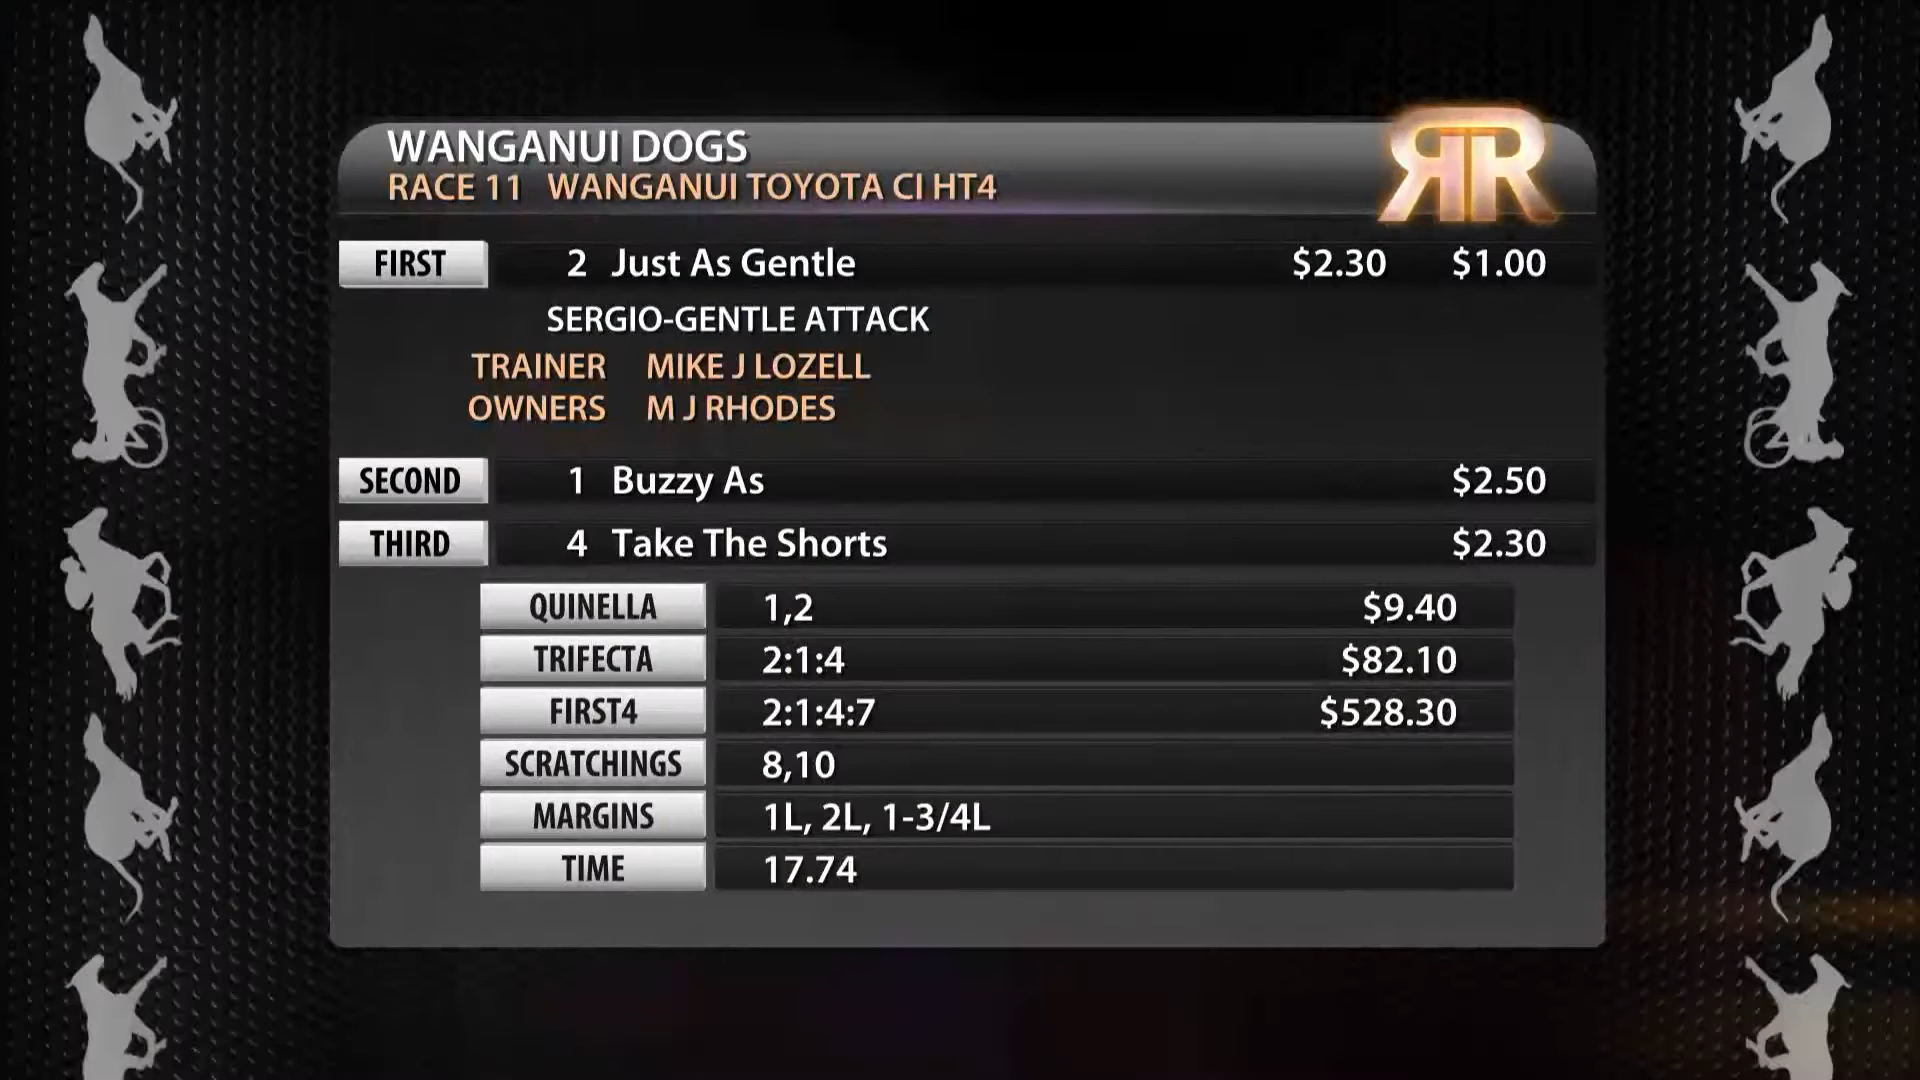 WANGANUI DOGS
RACE 11 WANGANUI TOYOTA CI HT4
RR
FIRST 2 Just As Gentle $2.30 $1.00
SERGIO-GENTLE ATTACK
TRAINER MIKE J LOZELL
OWNERS M J RHODES
SECOND 1 Buzzy As $2.50
THIRD 4 Take The Shorts $2.30
QUINELLA 1,2 $9.40
TRIFECTA 2:1:4 $82.10
FIRST4 2:1:4:7 $528.30
SCRATCHINGS 8,10
MARGINS 1L, 2L, 1-3/4L
TIME 17.74